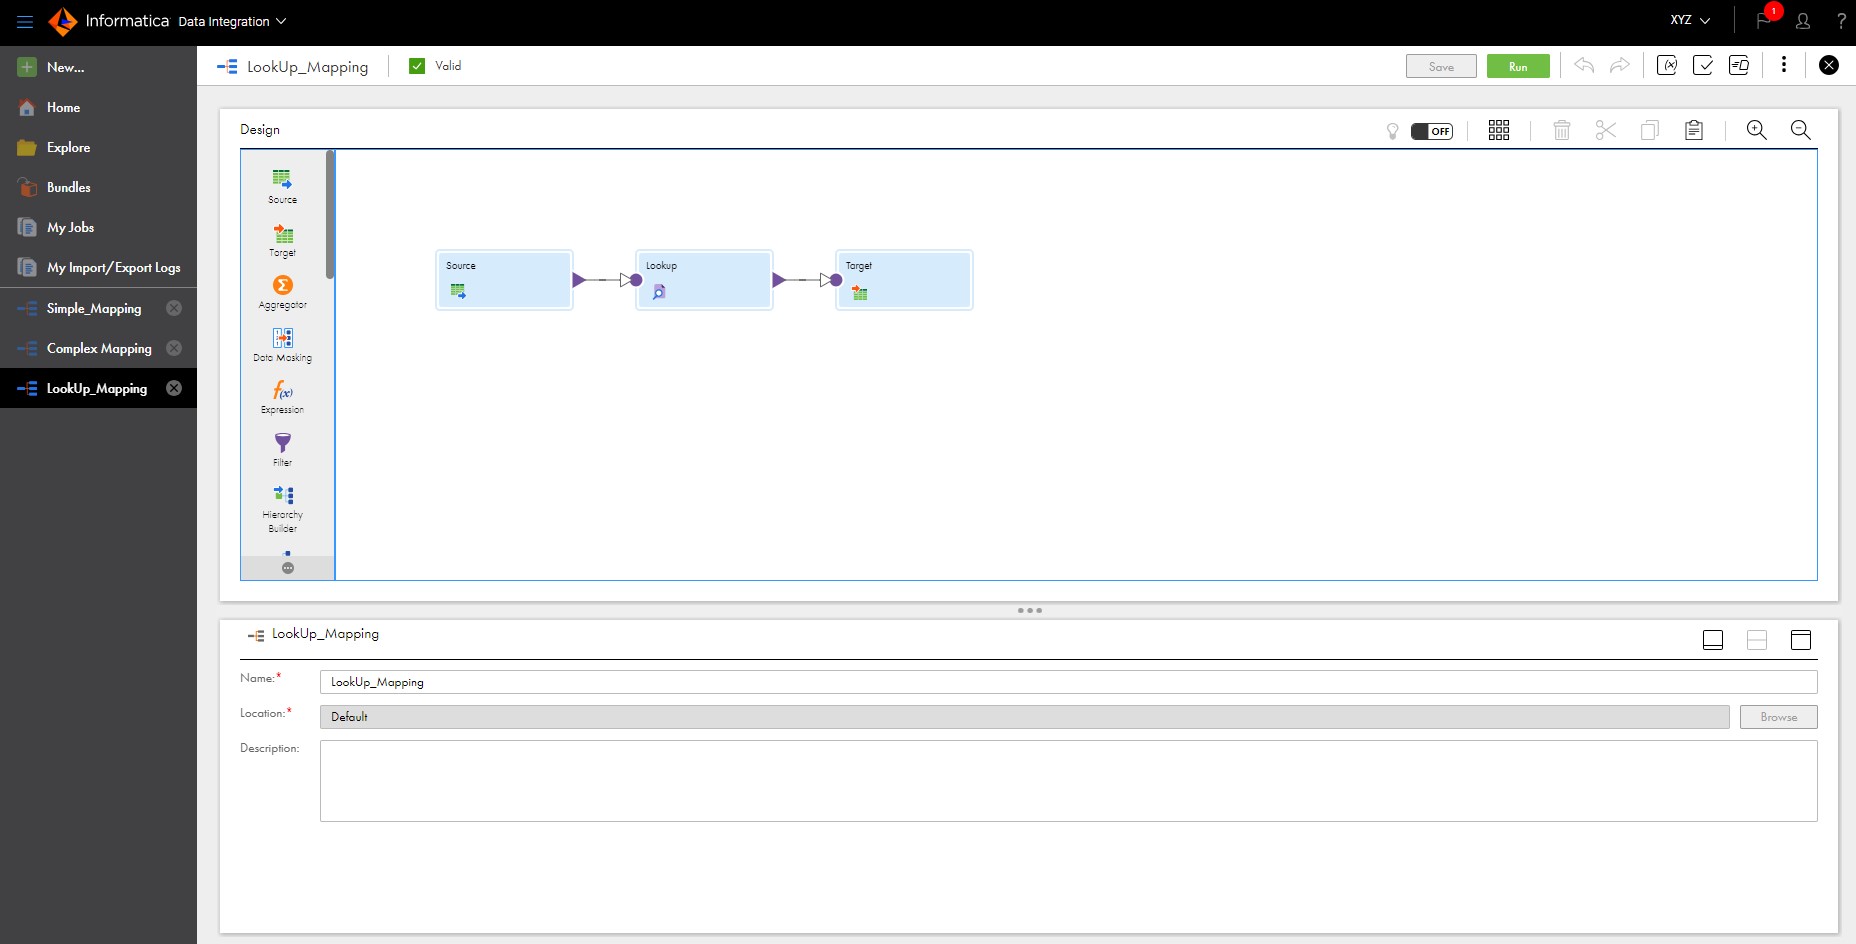 Informatica Data Integration
XYZ
1
?
New...
Home
Explore
Bundles
My Jobs
My Import/Export Logs
Simple_Mapping
Complex Mapping
LookUp_Mapping
LookUp_Mapping
Valid
Save
Run
Design
OFF
Source
Target
Aggregator
Data Masking
Expression
Filter
Hierarchy
Builder
Source
Lookup
Target
LookUp_Mapping
Name:*
LookUp_Mapping
Location:*
Default
Browse
Description: